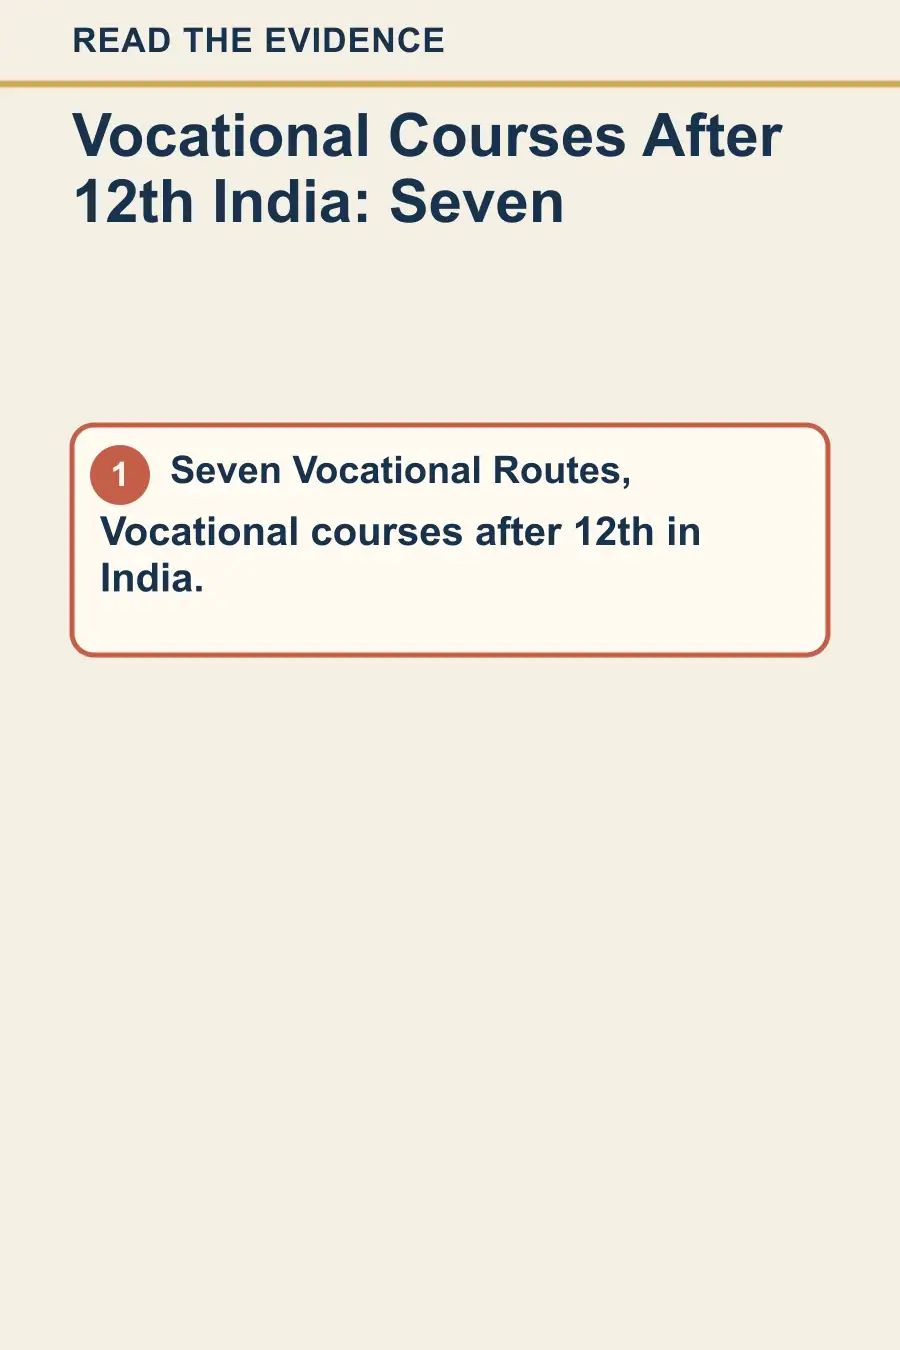 READ THE EVIDENCE
Vocational Courses After
12th India: Seven
1 Seven Vocational Routes,
Vocational courses after 12th in
India.